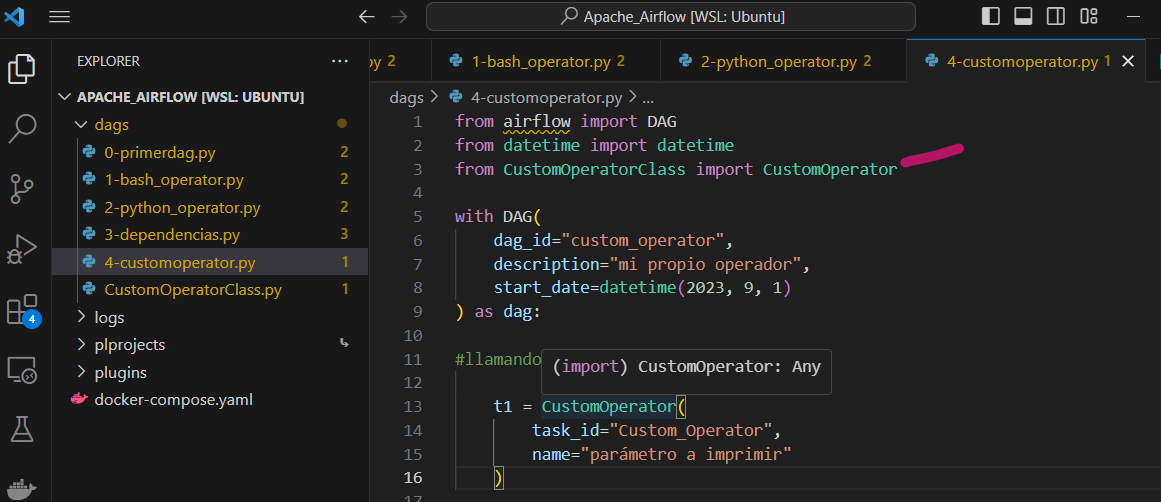 Apache_Airflow [WSL: Ubuntu]
EXPLORER
...
APACHE_AIRFLOW [WSL: UBUNTU]
dags
0-primerdag.py 2
1-bash_operator.py 2
2-python_operator.py 2
3-dependencias.py 3
4-customoperator.py 1
CustomOperatorClass.py 1
logs
plprojects
plugins
docker-compose.yaml
4
py 2
1-bash_operator.py 2
2-python_operator.py 2
4-customoperator.py 1
dags > 4-customoperator.py > ...
1 from airflow import DAG
2 from datetime import datetime
3 from CustomOperatorClass import CustomOperator
4
5 with DAG(
6 dag_id="custom_operator",
7 description="mi propio operador",
8 start_date=datetime(2023, 9, 1)
9 ) as dag:
10
11 #llamando
(import) CustomOperator: Any
12
13 t1 = CustomOperator(
14 task_id="Custom_Operator",
15 name="parámetro a imprimir"
16 )
17